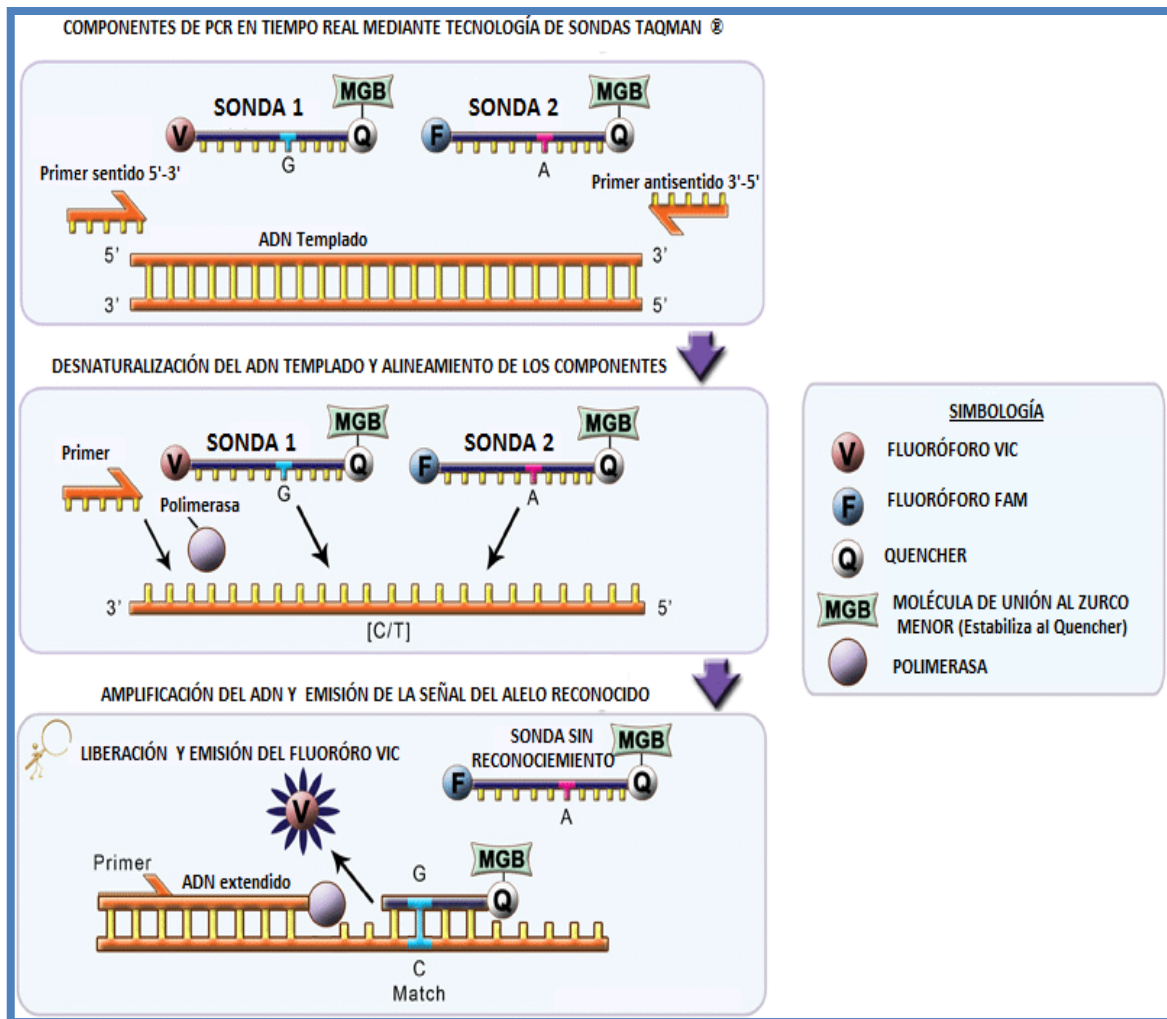 COMPONENTES DE PCR EN TIEMPO REAL MEDIANTE TECNOLOGÍA DE SONDAS TAQMAN ®
MGB
MGB
SONDA 1
SONDA 2
V
Q
F
Q
G
A
Primer sentido 5'-3'
Primer antisentido 3'-5'
ADN Templado
5'
3'
3'
5'
DESNATURALIZACIÓN DEL ADN TEMPLADO Y ALINEAMIENTO DE LOS COMPONENTES
MGB
MGB
Primer
SONDA 1
SONDA 2
V
Q
F
Q
G
A
Polimerasa
3'
5'
[C/T]
SIMBOLOGÍA
V
FLUORÓFORO VIC
F
FLUORÓFORO FAM
Q
QUENCHER
MGB
MOLÉCULA DE UNIÓN AL ZURCO
MENOR (Estabiliza al Quencher)
POLIMERASA
AMPLIFICACIÓN DEL ADN Y EMISIÓN DE LA SEÑAL DEL ALELO RECONOCIDO
LIBERACIÓN Y EMISIÓN DEL FLUORÓRO VIC
SONDA SIN
RECONOCIEMIENTO
MGB
F
Q
A
V
Primer
ADN extendido
G
MGB
Q
C
Match